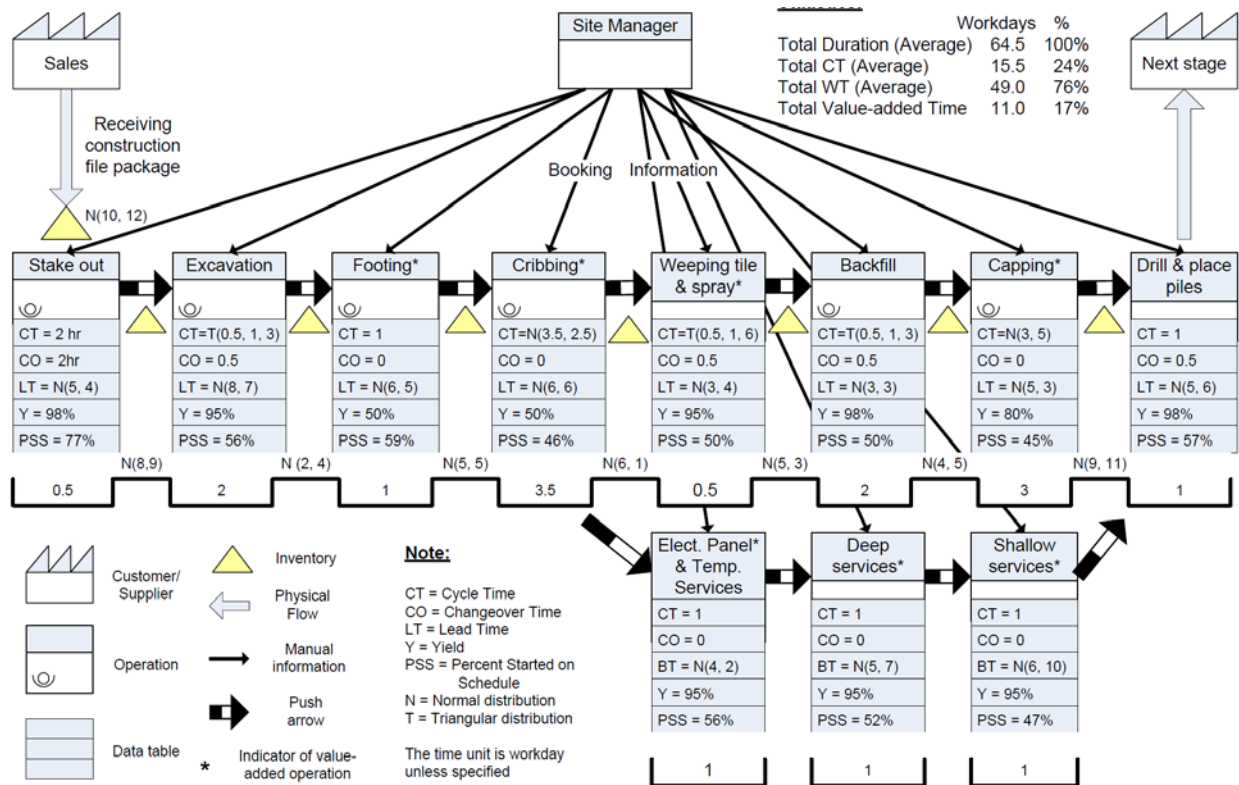 Sales
Site Manager
Workdays %
Total Duration (Average) 64.5 100%
Total CT (Average) 15.5 24%
Total WT (Average) 49.0 76%
Total Value-added Time 11.0 17%
Next stage
Receiving
construction
file package
Booking Information
N(10, 12)
Stake out
CT = 2 hr
CO = 2hr
LT = N(5, 4)
Y = 98%
PSS = 77%
Excavation
CT=T(0.5, 1, 3)
CO = 0.5
LT = N(8, 7)
Y = 95%
PSS = 56%
Footing*
CT = 1
CO = 0
LT = N(6, 5)
Y = 50%
PSS = 59%
Cribbing*
CT=N(3.5, 2.5)
CO = 0
LT = N(6, 6)
Y = 50%
PSS = 46%
Weeping tile
& spray*
CT=T(0.5, 1, 6)
CO = 0.5
LT = N(3, 4)
Y = 95%
PSS = 50%
Backfill
CT=T(0.5, 1, 3)
CO = 0.5
LT = N(3, 3)
Y = 98%
PSS = 50%
Capping*
CT=N(3, 5)
CO = 0
LT = N(5, 3)
Y = 80%
PSS = 45%
Drill & place
piles
CT = 1
CO = 0.5
LT = N(5, 6)
Y = 98%
PSS = 57%
N(8,9) N (2, 4) N(5, 5) N(6, 1) N(5, 3) N(4, 5) N(9, 11)
0.5 2 1 3.5 0.5 2 3 1
Elect. Panel*
& Temp.
Services
CT = 1
CO = 0
BT = N(4, 2)
Y = 95%
PSS = 56%
1
Deep
services*
CT = 1
CO = 0
BT = N(5, 7)
Y = 95%
PSS = 52%
1
Shallow
services*
CT = 1
CO = 0
BT = N(6, 10)
Y = 95%
PSS = 47%
1
Customer/
Supplier
Operation
Data table
Inventory
Physical
Flow
Manual
information
Push
arrow
* Indicator of value-
added operation
Note:
CT = Cycle Time
CO = Changeover Time
LT = Lead Time
Y = Yield
PSS = Percent Started on
Schedule
N = Normal distribution
T = Triangular distribution
The time unit is workday
unless specified